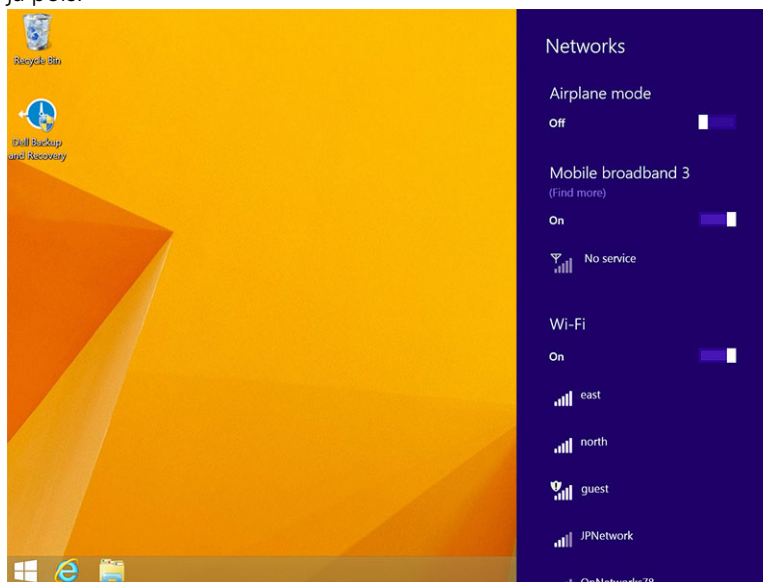 Recycle Bin
Dell Backup
and Recovery
Networks
Airplane mode
Off
Mobile broadband 3
(Find more)
On
No service
Wi-Fi
On
east
north
guest
JPNetwork